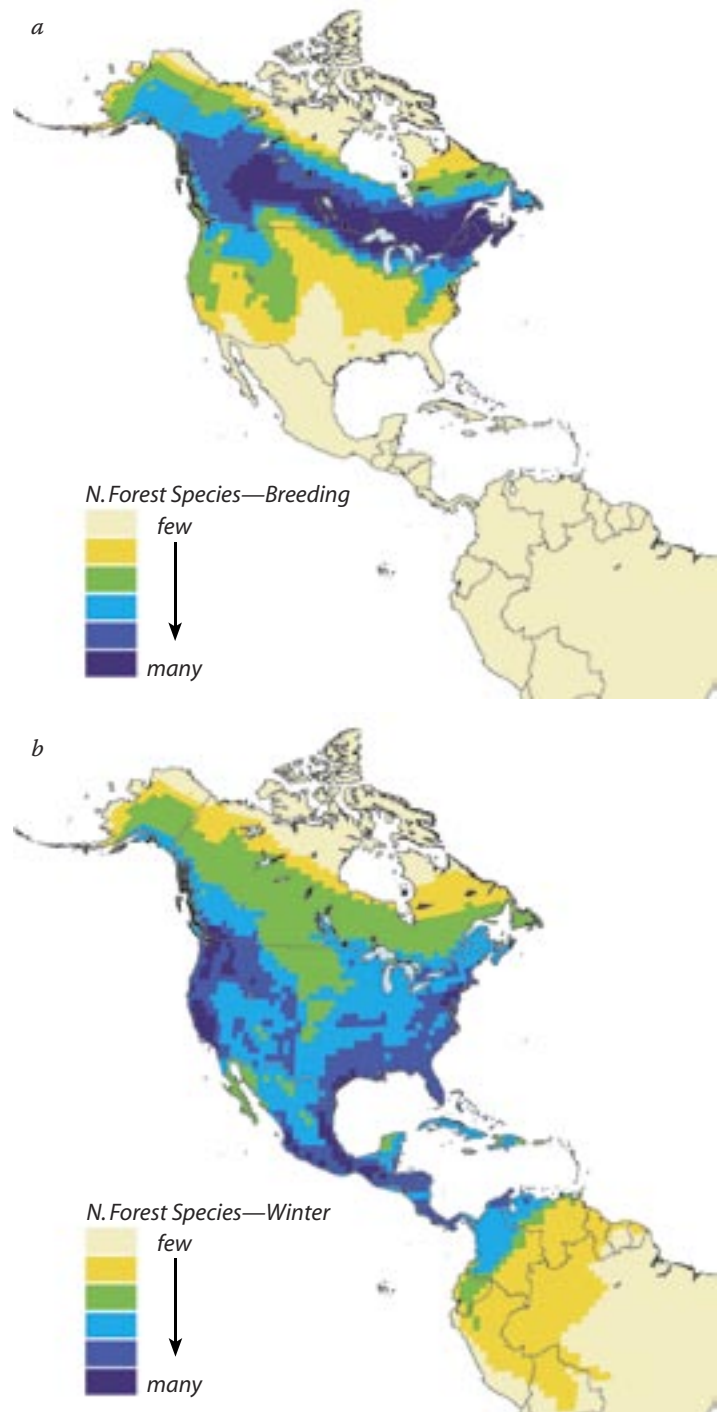 a
N. Forest Species—Breeding
few
many
b
N. Forest Species—Winter
few
many